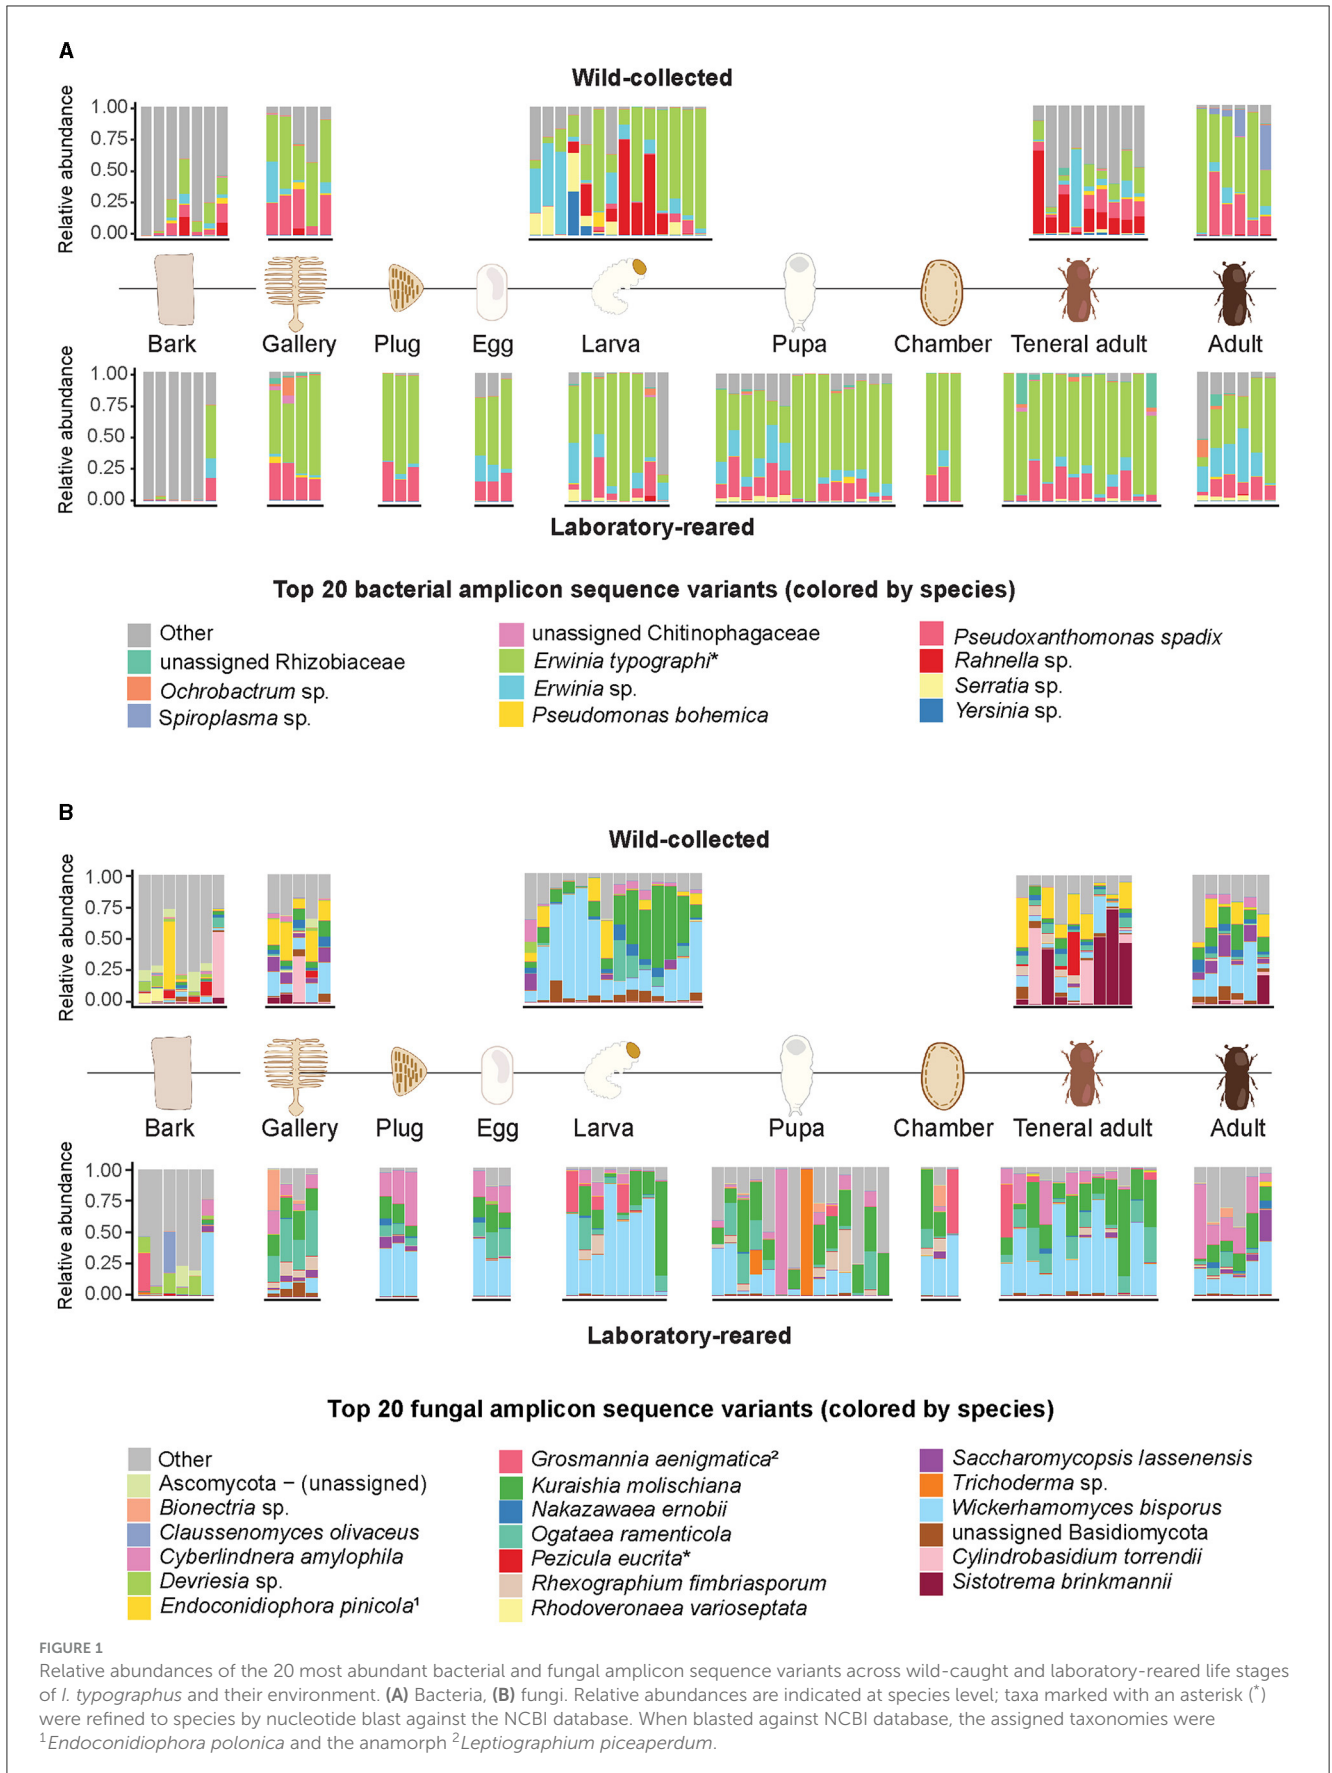 A
Wild-collected
Relative abundance
1.00
0.75
0.50
0.25
0.00
Bark
Gallery
Plug
Egg
Larva
Pupa
Chamber
Teneral adult
Adult
Relative abundance
1.00
0.75
0.50
0.25
0.00
Laboratory-reared
Top 20 bacterial amplicon sequence variants (colored by species)
Other
unassigned Rhizobiaceae
Ochrobactrum sp.
Spiroplasma sp.
unassigned Chitinophagaceae
Erwinia typographi*
Erwinia sp.
Pseudomonas bohemica
Pseudoxanthomonas spadix
Rahnella sp.
Serratia sp.
Yersinia sp.
B
Wild-collected
Relative abundance
1.00
0.75
0.50
0.25
0.00
Bark
Gallery
Plug
Egg
Larva
Pupa
Chamber
Teneral adult
Adult
Relative abundance
1.00
0.75
0.50
0.25
0.00
Laboratory-reared
Top 20 fungal amplicon sequence variants (colored by species)
Other
Ascomycota – (unassigned)
Bionectria sp.
Claussenomyces olivaceus
Cyberlindnera amylophila
Devriesia sp.
Endoconidiophora pinicola¹
Grosmannia aenigmatica²
Kuraishia molischiana
Nakazawaea ernobii
Ogataea ramenticola
Pezicula eucrita*
Rhexographium fimbriasporum
Rhodoveronaea varioseptata
Saccharomycopsis lassenensis
Trichoderma sp.
Wickerhamomyces bisporus
unassigned Basidiomycota
Cylindrobasidium torrendii
Sistotrema brinkmannii
FIGURE 1
Relative abundances of the 20 most abundant bacterial and fungal amplicon sequence variants across wild-caught and laboratory-reared life stages
of I. typographus and their environment. (A) Bacteria, (B) fungi. Relative abundances are indicated at species level; taxa marked with an asterisk (*)
were refined to species by nucleotide blast against the NCBI database. When blasted against NCBI database, the assigned taxonomies were
¹Endoconidiophora polonica and the anamorph ²Leptiographium piceaperdum.